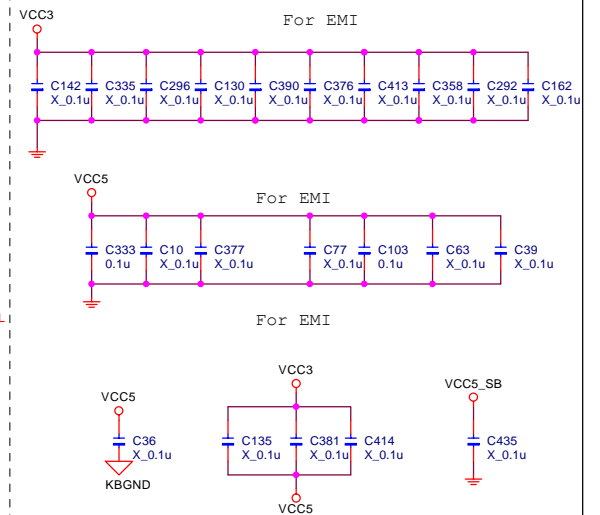 VCC3
For EMI
C142 C335 C296 C130 C390 C376 C413 C358 C292 C162
X_0.1u X_0.1u X_0.1u X_0.1u X_0.1u X_0.1u X_0.1u X_0.1u X_0.1u X_0.1u
VCC5
For EMI
C333 C10 C377 C77 C103 C63 C39
0.1u X_0.1u X_0.1u X_0.1u 0.1u X_0.1u X_0.1u
For EMI
VCC5 VCC3 VCC5_SB
C36 C135 C381 C414 C435
X_0.1u X_0.1u X_0.1u X_0.1u X_0.1u
KBGND
VCC5